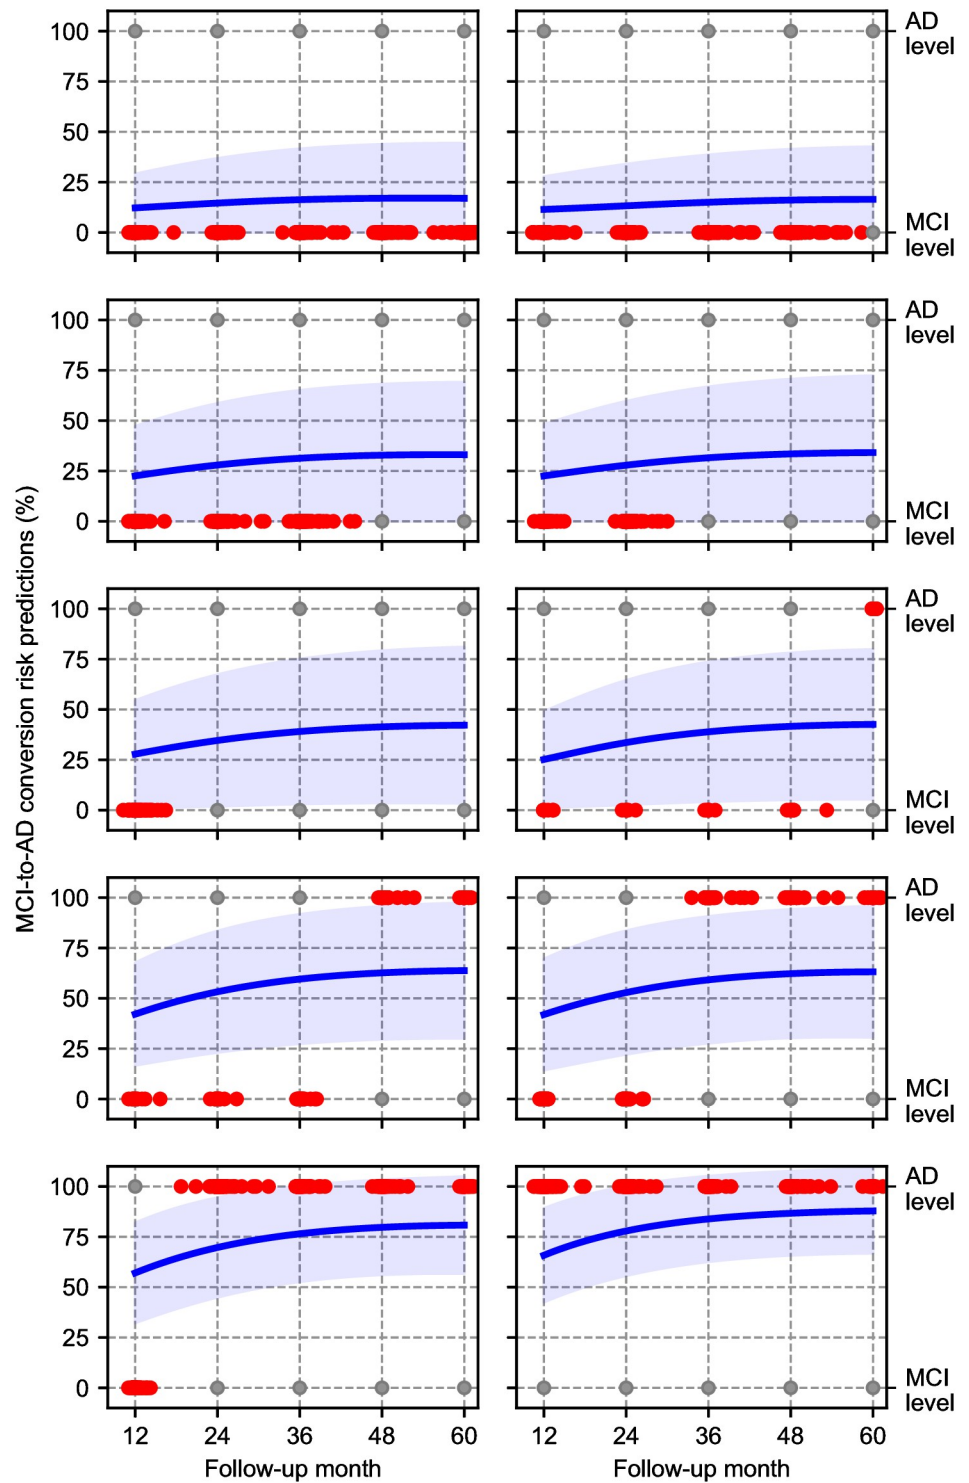 MCI-to-AD conversion risk predictions (%)
100
75
50
25
0
AD
level
MCI
level
100
75
50
25
0
AD
level
MCI
level
100
75
50
25
0
AD
level
MCI
level
100
75
50
25
0
AD
level
MCI
level
100
75
50
25
0
AD
level
MCI
level
12 24 36 48 60
12 24 36 48 60
Follow-up month
Follow-up month